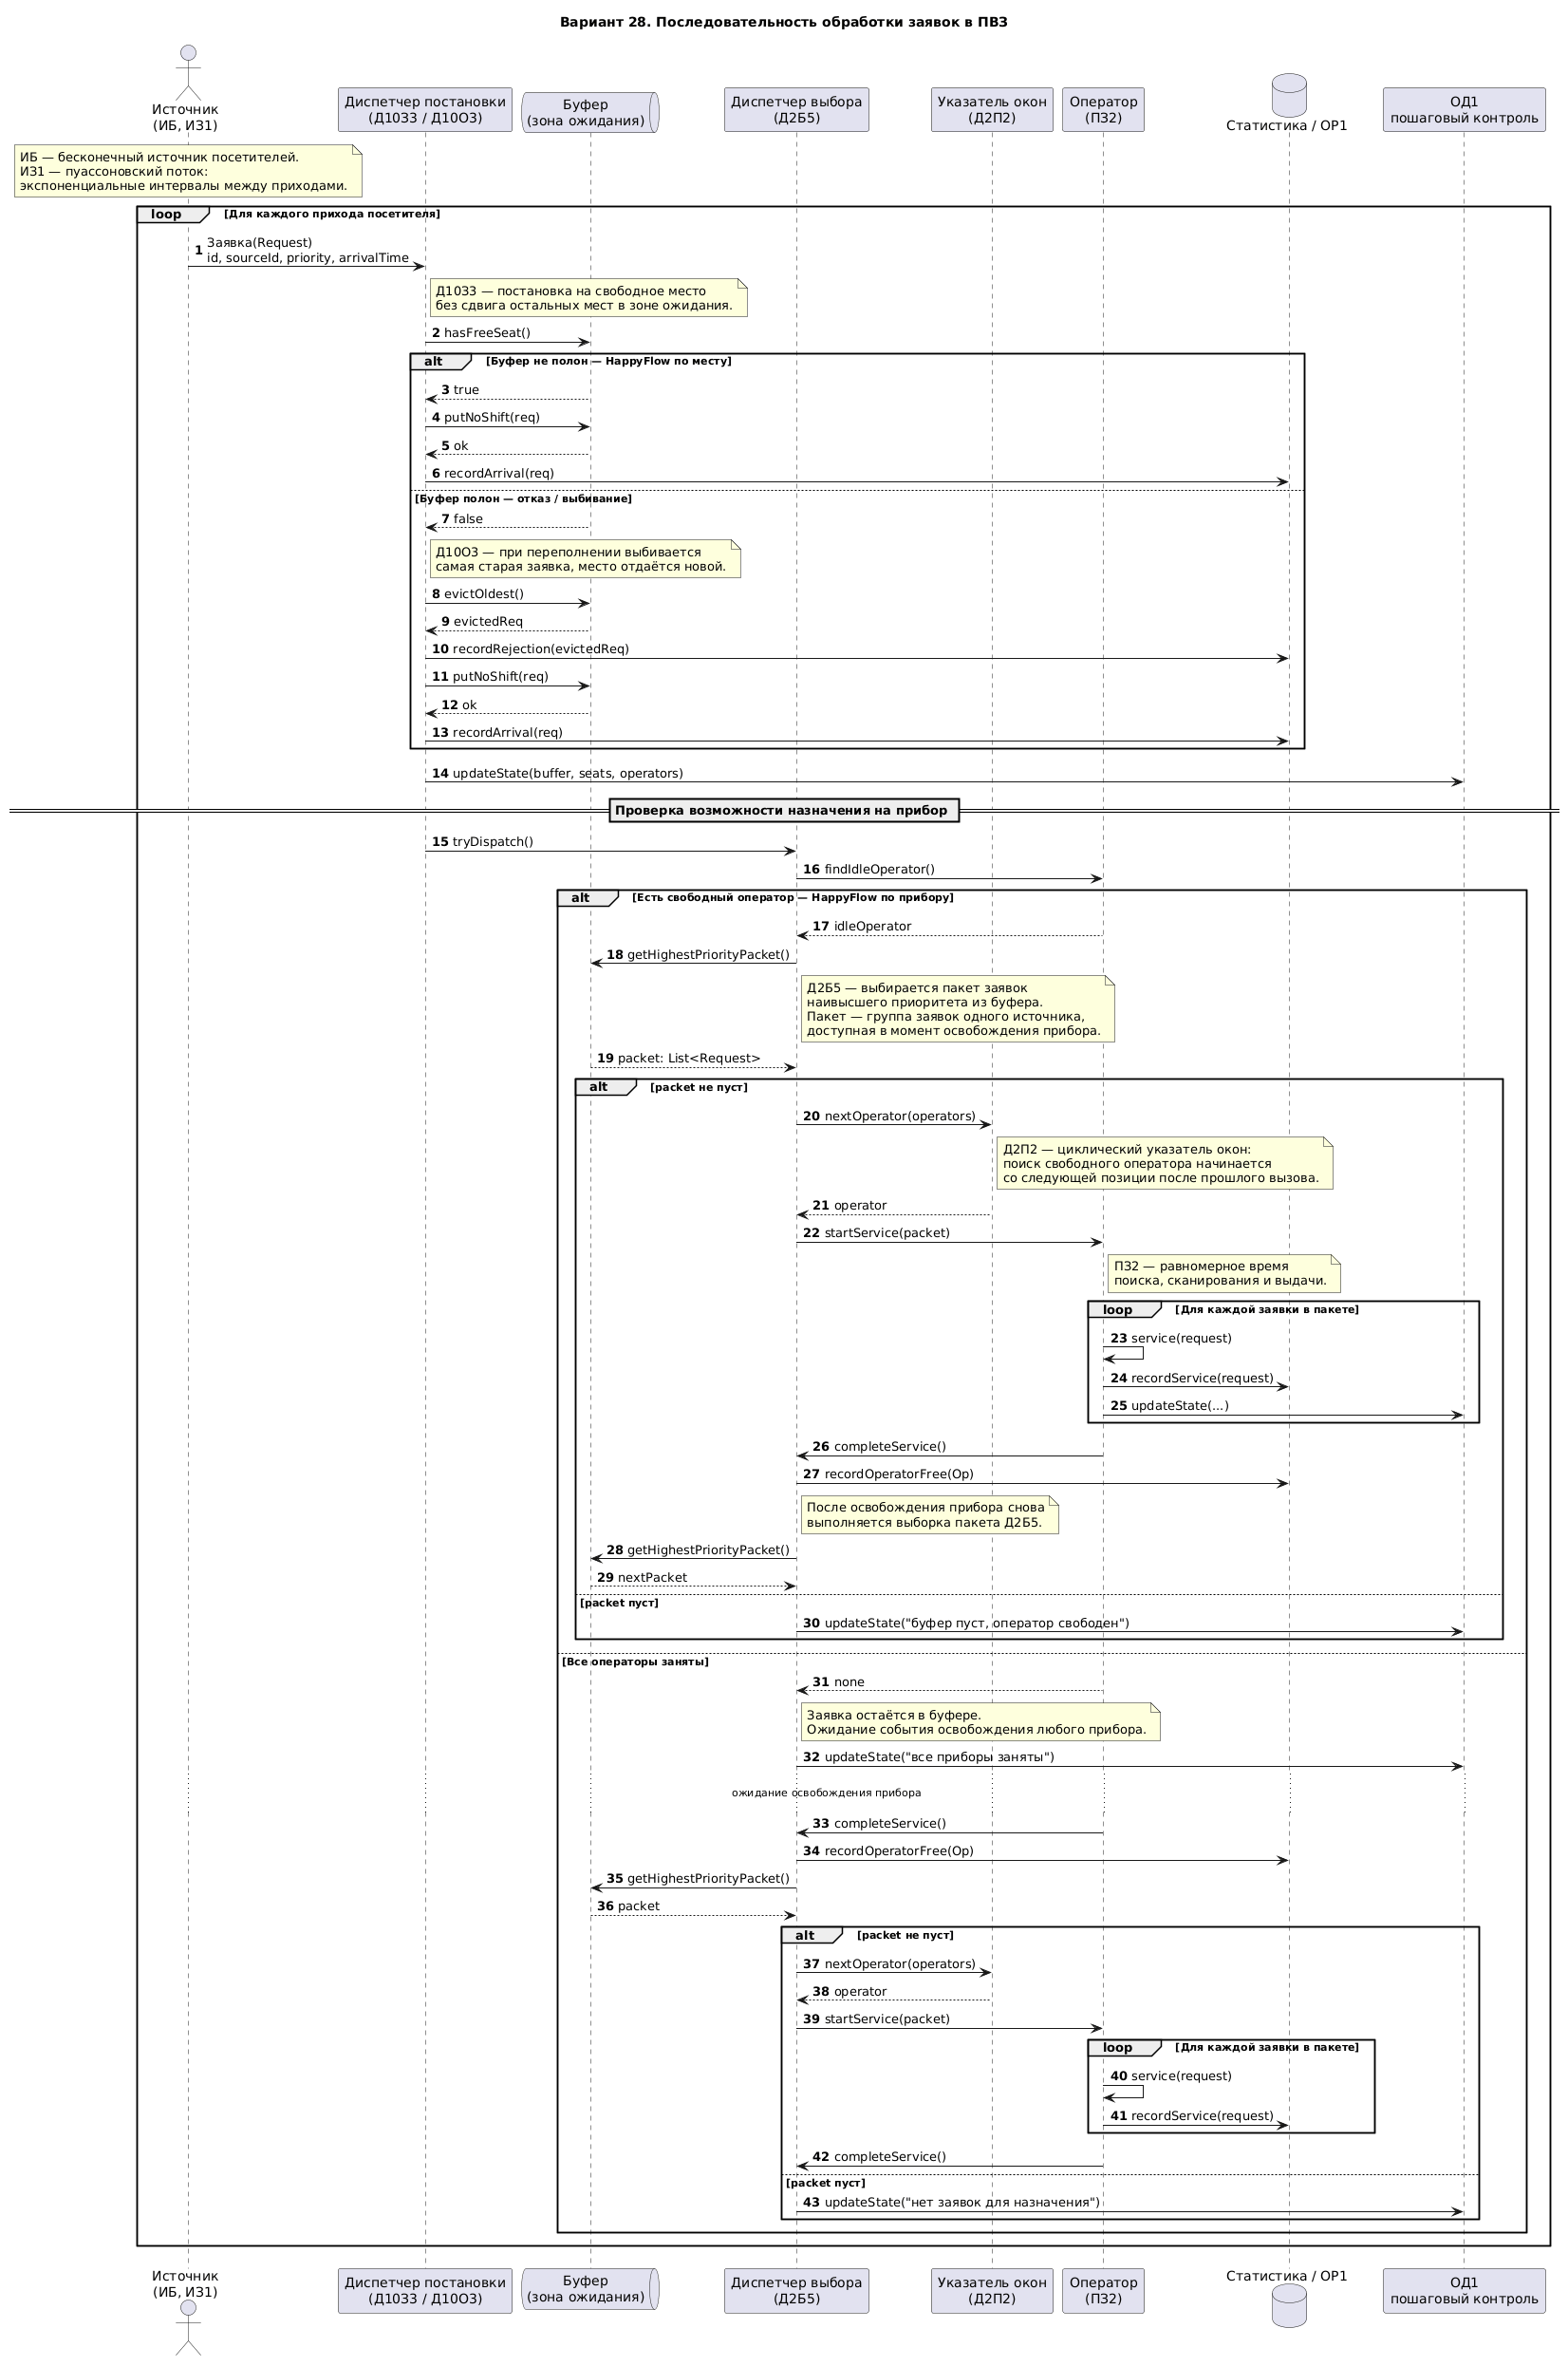 Вариант 28. Последовательность обработки заявок в ПВЗ
Источник
(ИБ, ИЗ1)
Диспетчер постановки
(Д10З3 / Д10О3)
Буфер
(зона ожидания)
Диспетчер выбора
(Д2Б5)
Указатель окон
(Д2П2)
Оператор
(ПЗ2)
Статистика / ОР1
ОД1
пошаговый контроль
ИБ — бесконечный источник посетителей.
ИЗ1 — пуассоновский поток:
экспоненциальные интервалы между приходами.
loop [Для каждого прихода посетителя]
1 Заявка(Request)
id, sourceId, priority, arrivalTime
Д10З3 — постановка на свободное место
без сдвига остальных мест в зоне ожидания.
2 hasFreeSeat()
alt [Буфер не полон — HappyFlow по месту]
3 true
4 putNoShift(req)
5 ok
6 recordArrival(req)
[Буфер полон — отказ / выбивание]
7 false
Д10О3 — при переполнении выбивается
самая старая заявка, место отдаётся новой.
8 evictOldest()
9 evictedReq
10 recordRejection(evictedReq)
11 putNoShift(req)
12 ok
13 recordArrival(req)
14 updateState(buffer, seats, operators)
Проверка возможности назначения на прибор
15 tryDispatch()
16 findIdleOperator()
alt [Есть свободный оператор — HappyFlow по прибору]
17 idleOperator
18 getHighestPriorityPacket()
Д2Б5 — выбирается пакет заявок
наивысшего приоритета из буфера.
Пакет — группа заявок одного источника,
доступная в момент освобождения прибора.
19 packet: List<Request>
alt [packet не пуст]
20 nextOperator(operators)
Д2П2 — циклический указатель окон:
поиск свободного оператора начинается
со следующей позиции после прошлого вызова.
21 operator
22 startService(packet)
ПЗ2 — равномерное время
поиска, сканирования и выдачи.
loop [Для каждой заявки в пакете]
23 service(request)
24 recordService(request)
25 updateState(...)
26 completeService()
27 recordOperatorFree(Op)
После освобождения прибора снова
выполняется выборка пакета Д2Б5.
28 getHighestPriorityPacket()
29 nextPacket
[packet пуст]
30 updateState("буфер пуст, оператор свободен")
[Все операторы заняты]
31 none
Заявка остаётся в буфере.
Ожидание события освобождения любого прибора.
32 updateState("все приборы заняты")
ожидание освобождения прибора
33 completeService()
34 recordOperatorFree(Op)
35 getHighestPriorityPacket()
36 packet
alt [packet не пуст]
37 nextOperator(operators)
38 operator
39 startService(packet)
loop [Для каждой заявки в пакете]
40 service(request)
41 recordService(request)
42 completeService()
[packet пуст]
43 updateState("нет заявок для назначения")
Источник
(ИБ, ИЗ1)
Диспетчер постановки
(Д10З3 / Д10О3)
Буфер
(зона ожидания)
Диспетчер выбора
(Д2Б5)
Указатель окон
(Д2П2)
Оператор
(ПЗ2)
Статистика / ОР1
ОД1
пошаговый контроль